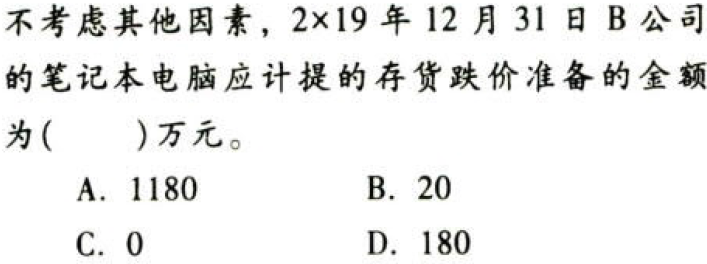 不考虑其他因素，2×19 年 12 月 31 日 B 公司
的笔记本电脑应计提的存货跌价准备的金额
为(　　)万元。
A. 1180　　B. 20
C. 0　　D. 180